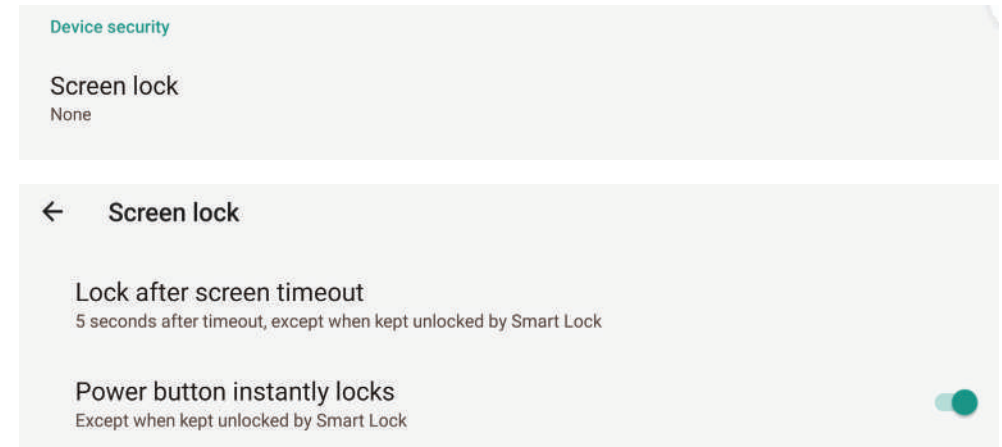 Device security
Screen lock
None
Screen lock
Lock after screen timeout
5 seconds after timeout, except when kept unlocked by Smart Lock
Power button instantly locks
Except when kept unlocked by Smart Lock